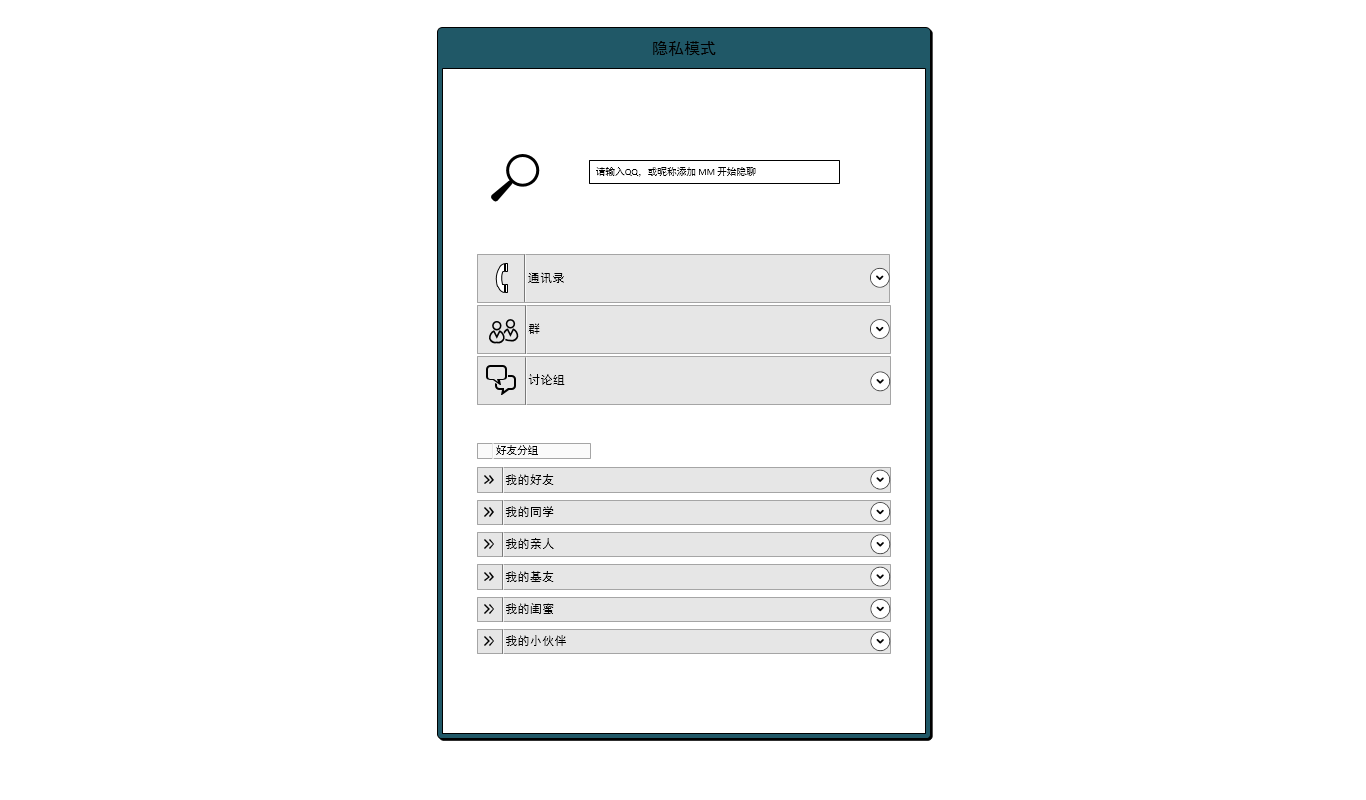 隐私模式
请输入QQ，或昵称添加 MM 开始隐聊
通讯录
群
讨论组
好友分组
我的好友
我的同学
我的亲人
我的基友
我的闺蜜
我的小伙伴